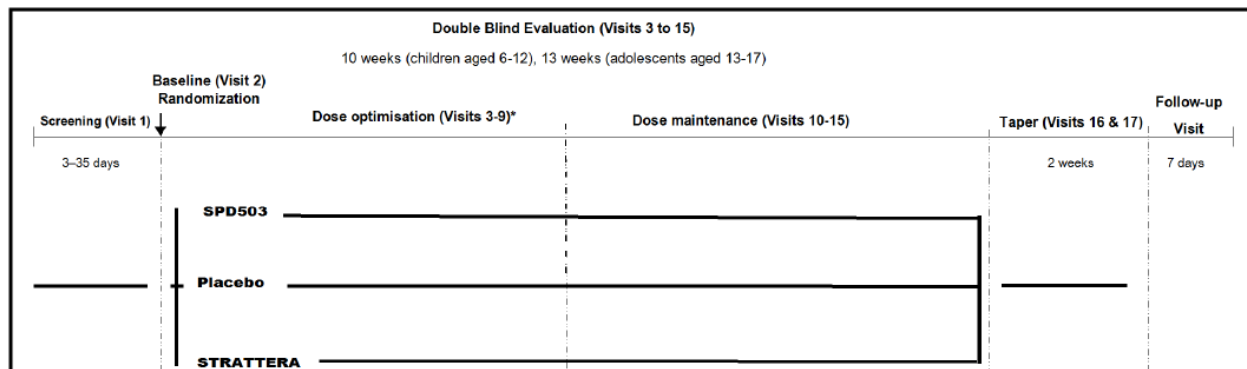 Double Blind Evaluation (Visits 3 to 15)
10 weeks (children aged 6-12), 13 weeks (adolescents aged 13-17)
Baseline (Visit 2)
Randomization
Screening (Visit 1)
Dose optimisation (Visits 3-9)*
Dose maintenance (Visits 10-15)
Taper (Visits 16 & 17)
Follow-up
Visit
3–35 days
2 weeks
7 days
SPD503
Placebo
STRATTERA